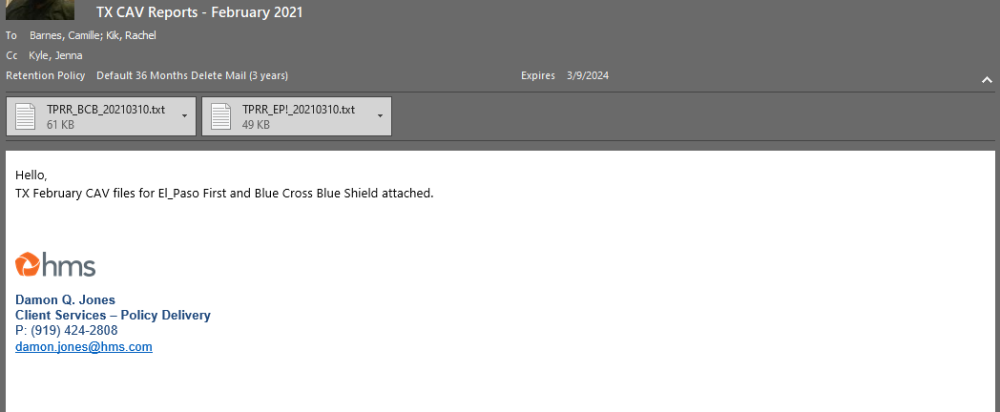 TX CAV Reports - February 2021
To Barnes, Camille; Kik, Rachel
Cc Kyle, Jenna
Retention Policy Default 36 Months Delete Mail (3 years) Expires 3/9/2024
TPRR_BCB_20210310.txt
61 KB
TPRR_EP!_20210310.txt
49 KB
Hello,
TX February CAV files for El_Paso First and Blue Cross Blue Shield attached.
hms
Damon Q. Jones
Client Services – Policy Delivery
P: (919) 424-2808
damon.jones@hms.com